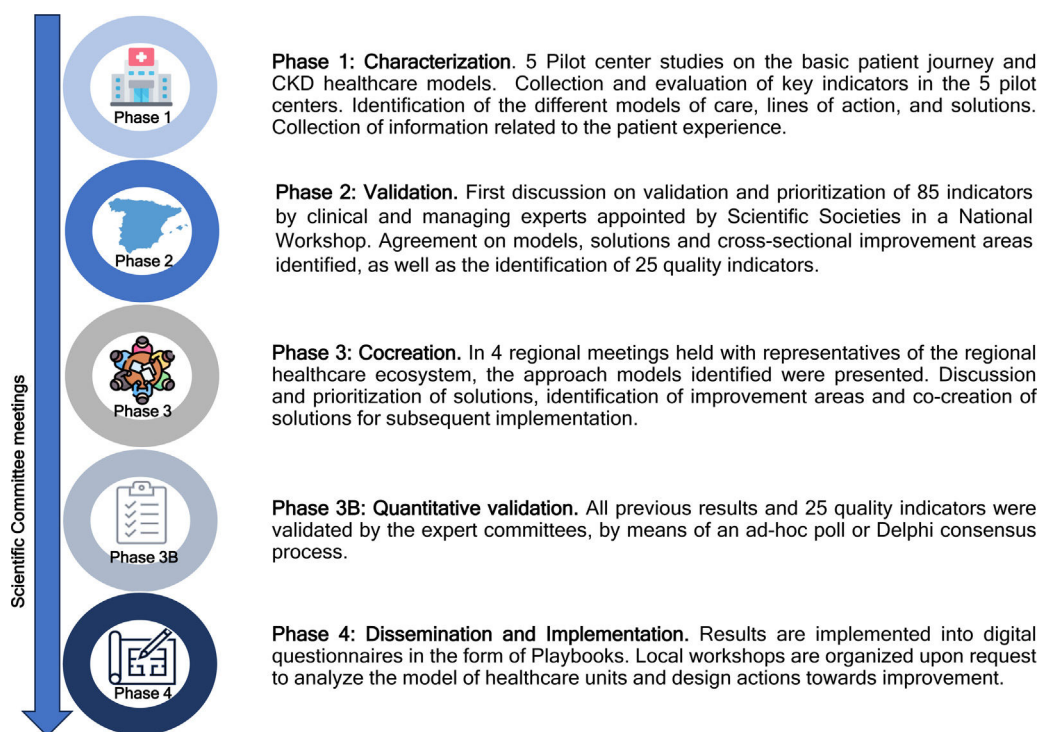 Phase 1: Characterization. 5 Pilot center studies on the basic patient journey and
CKD healthcare models. Collection and evaluation of key indicators in the 5 pilot
centers. Identification of the different models of care, lines of action, and solutions.
Collection of information related to the patient experience.
Phase 1
Phase 2: Validation. First discussion on validation and prioritization of 85 indicators
by clinical and managing experts appointed by Scientific Societies in a National
Workshop. Agreement on models, solutions and cross-sectional improvement areas
identified, as well as the identification of 25 quality indicators.
Phase 2
Phase 3: Cocreation. In 4 regional meetings held with representatives of the regional
healthcare ecosystem, the approach models identified were presented. Discussion
and prioritization of solutions, identification of improvement areas and co-creation of
solutions for subsequent implementation.
Phase 3
Scientific Committee meetings
Phase 3B: Quantitative validation. All previous results and 25 quality indicators were
validated by the expert committees, by means of an ad-hoc poll or Delphi consensus
process.
Phase 3B
Phase 4: Dissemination and Implementation. Results are implemented into digital
questionnaires in the form of Playbooks. Local workshops are organized upon request
to analyze the model of healthcare units and design actions towards improvement.
Phase 4